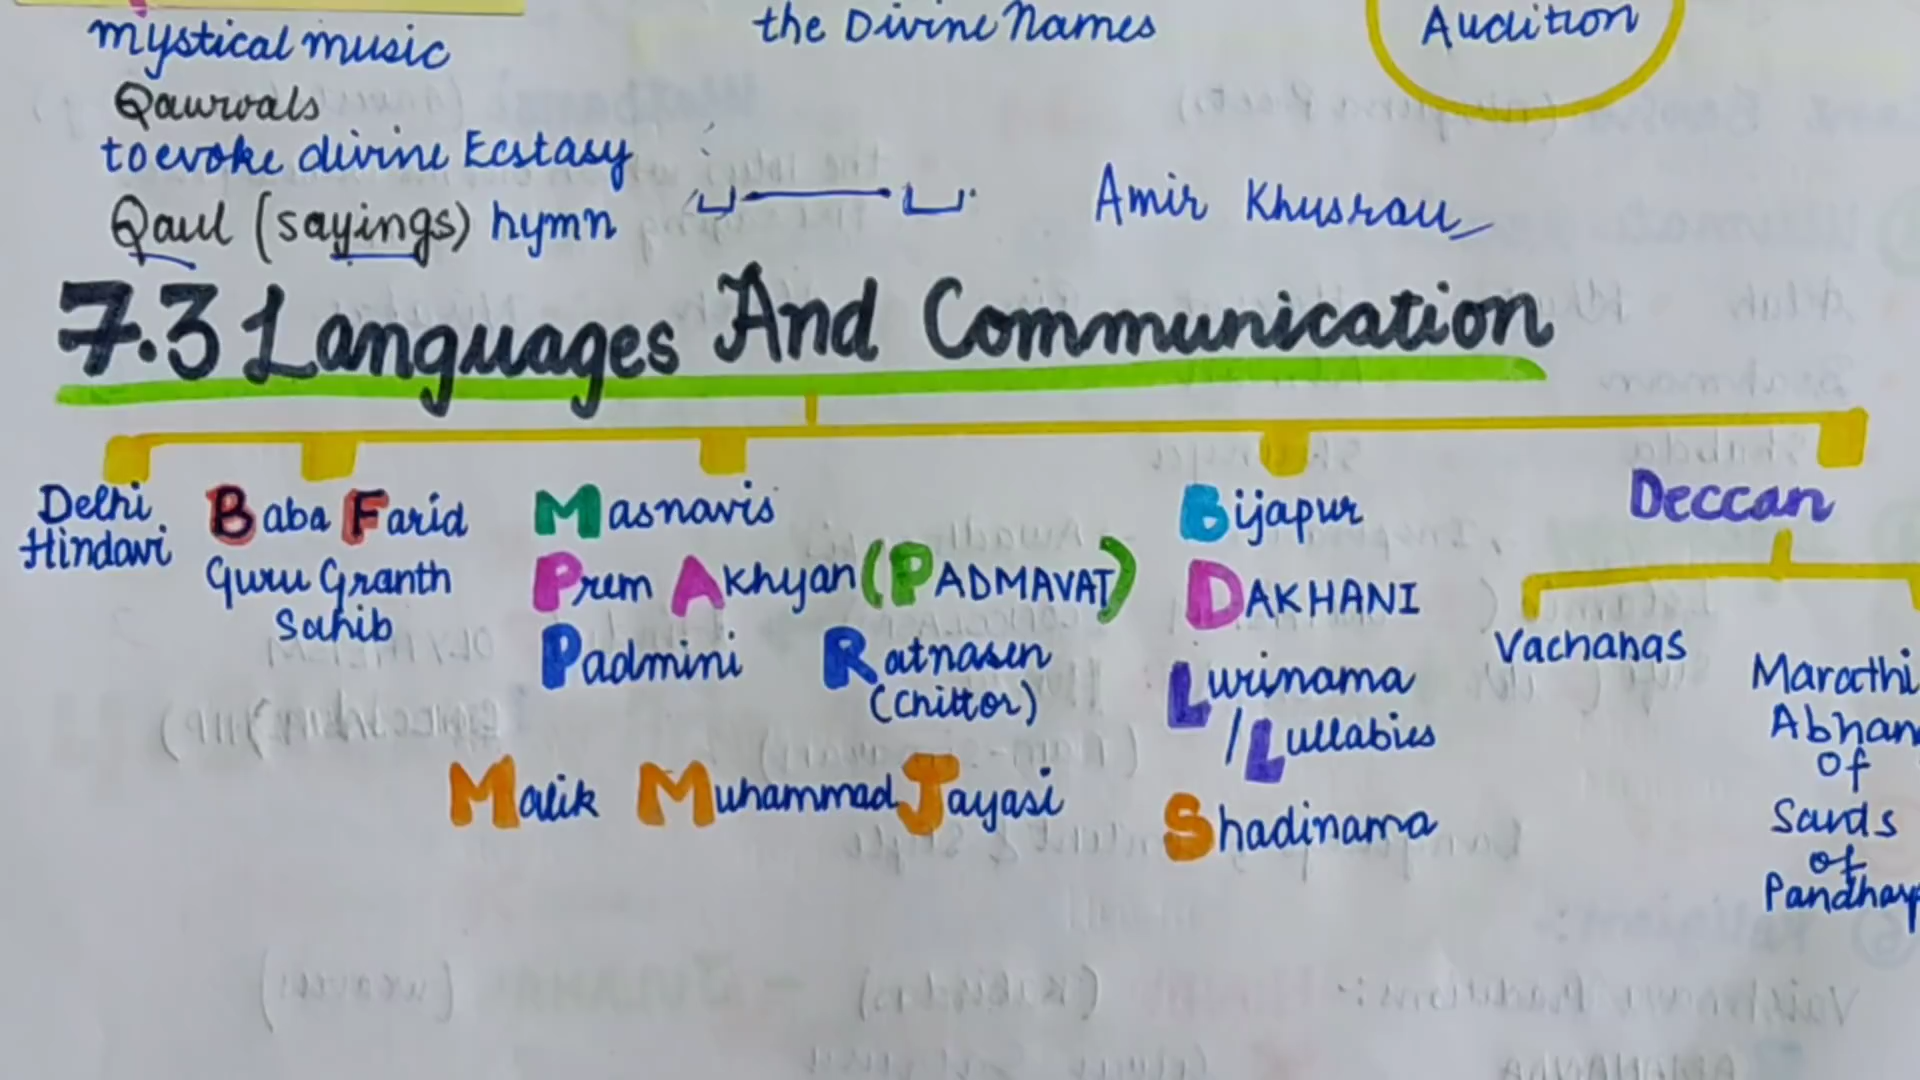 mystical music
Qawwals
to evoke divine Ecstasy
Qaul (sayings) hymn
the Divine Names
Audition
Amir Khusrau
7.3 Languages And Communication
Delhi
Hindavi
Baba Farid
Guru Granth
Sahib
Masnavis
Prem Akhyan (PADMAVAT)
Padmini Ratnasen
(Chittor)
Malik Muhammad Jayasi
Bijapur
DAKHANI
Lurinama
/Lullabies
Shadinama
Deccan
Vachanas
Marathi
Abhan
of
Sants
of
Pandharp